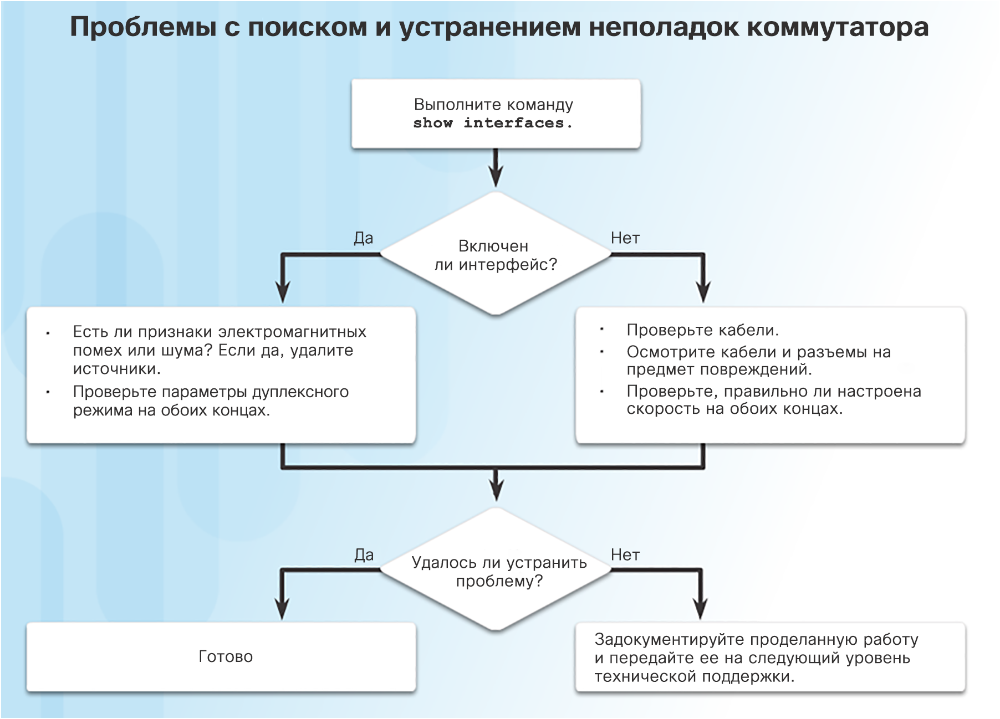 Проблемы с поиском и устранением неполадок коммутатора
Выполните команду
show interfaces.
Да
Нет
Включен
ли интерфейс?
· Есть ли признаки электромагнитных
помех или шума? Если да, удалите
источники.
· Проверьте параметры дуплексного
режима на обоих концах.
· Проверьте кабели.
· Осмотрите кабели и разъемы на
предмет повреждений.
· Проверьте, правильно ли настроена
скорость на обоих концах.
Да
Нет
Удалось ли устранить
проблему?
Готово
Задокументируйте проделанную работу
и передайте ее на следующий уровень
технической поддержки.